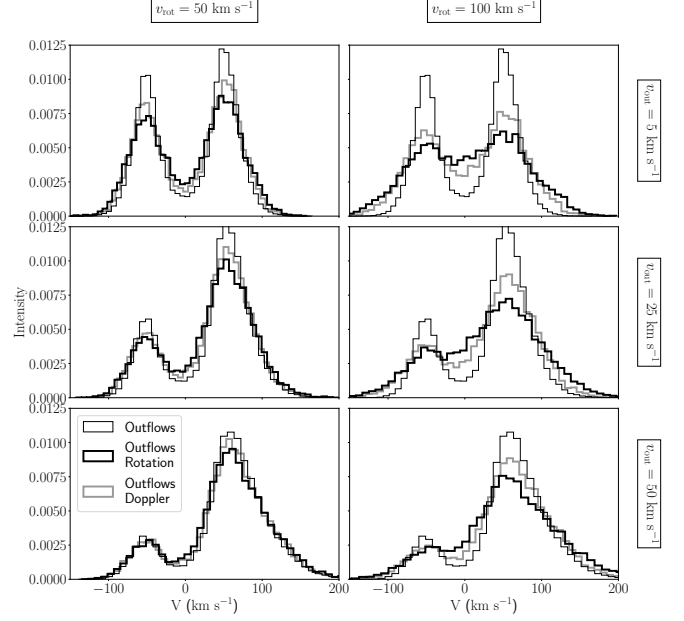 v_rot = 50 km s⁻¹ v_rot = 100 km s⁻¹
0.0125
0.0100
0.0075
0.0050
0.0025
0.0000
v_out = 5 km s⁻¹
0.0125
0.0100
0.0075
0.0050
0.0025
0.0000
Intensity
v_out = 25 km s⁻¹
0.0125
0.0100
0.0075
0.0050
0.0025
0.0000
Outflows
Outflows
Rotation
Outflows
Doppler
v_out = 50 km s⁻¹
−100 0 100 200 −100 0 100 200
V (km s⁻¹) V (km s⁻¹)